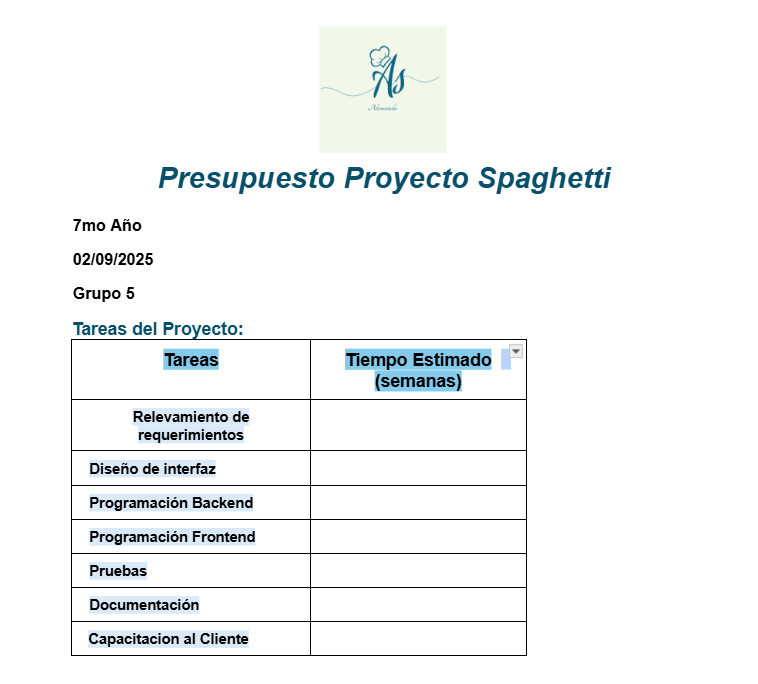 As
Presupuesto Proyecto Spaghetti
7mo Año
02/09/2025
Grupo 5
Tareas del Proyecto:
Tareas
Tiempo Estimado
(semanas)
Relevamiento de
requerimientos
Diseño de interfaz
Programación Backend
Programación Frontend
Pruebas
Documentación
Capacitacion al Cliente